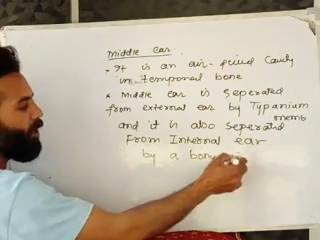 Middle ear.
• It is an air-filled Cavity
in temporal bone
* Middle ear is seperated
from external ear by Tympanium
memb
and it is also seperated
From Internal ear
by a bony